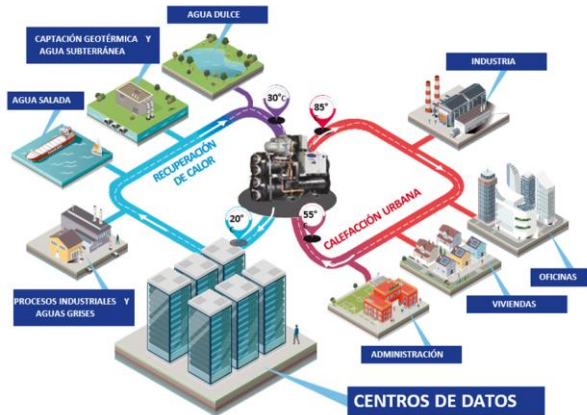 AGUA DULCE
CAPTACIÓN GEOTÉRMICA Y
AGUA SUBTERRÁNEA
AGUA SALADA
PROCESOS INDUSTRIALES Y
AGUAS GRISES
RECUPERACIÓN
DE CALOR
30°C
85°
20°
55°
CALEFACCIÓN URBANA
INDUSTRIA
OFICINAS
VIVIENDAS
ADMINISTRACIÓN
CENTROS DE DATOS